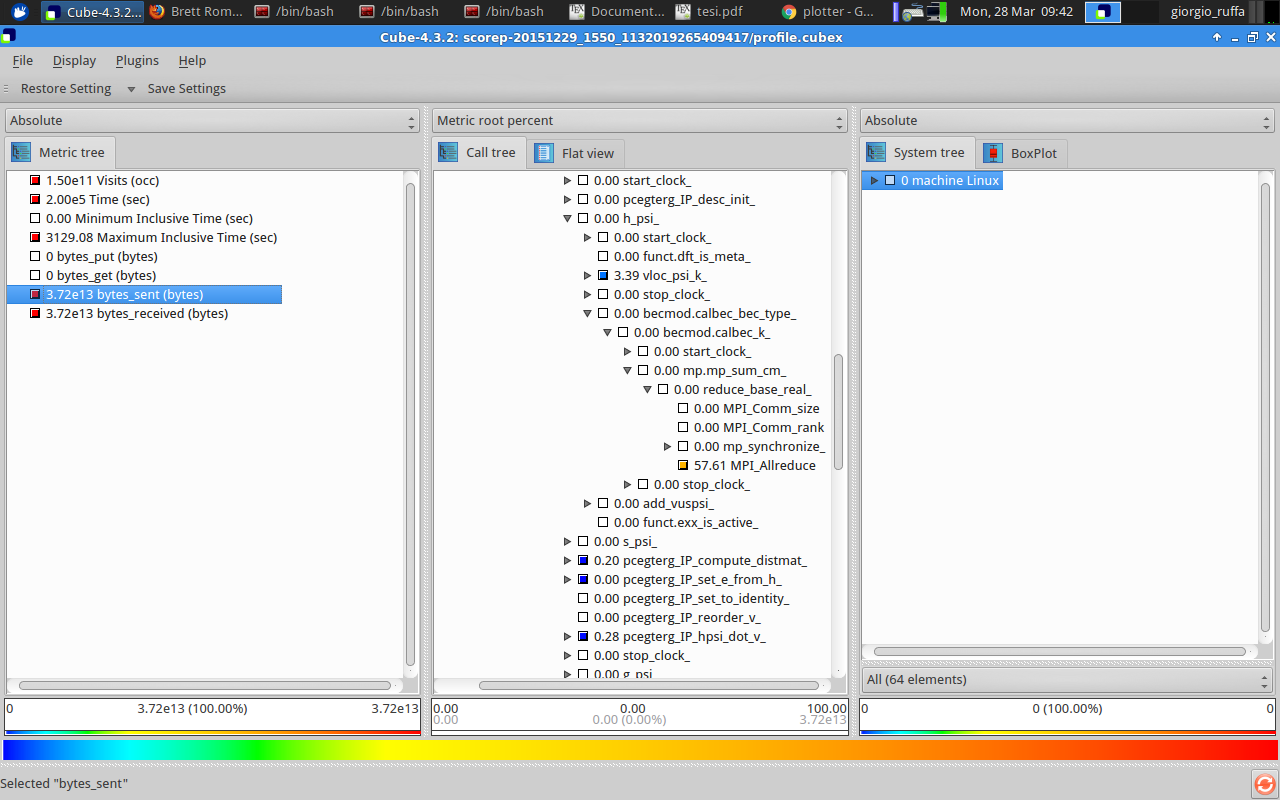 Cube-4.3.2...
Brett Rom...
/bin/bash
/bin/bash
/bin/bash
Document...
tesi.pdf
plotter - G...
Mon, 28 Mar 09:42
giorgio_ruffa
Cube-4.3.2: scorep-20151229_1550_1132019265409417/profile.cubex
File Display Plugins Help
Restore Setting Save Settings
Absolute
Metric tree
1.50e11 Visits (occ)
2.00e5 Time (sec)
0.00 Minimum Inclusive Time (sec)
3129.08 Maximum Inclusive Time (sec)
0 bytes_put (bytes)
0 bytes_get (bytes)
3.72e13 bytes_sent (bytes)
3.72e13 bytes_received (bytes)
0 3.72e13 (100.00%) 3.72e13
Metric root percent
Call tree Flat view
0.00 start_clock_
0.00 pcegterg_IP_desc_init_
0.00 h_psi_
0.00 start_clock_
0.00 funct.dft_is_meta_
3.39 vloc_psi_k_
0.00 stop_clock_
0.00 becmod.calbec_bec_type_
0.00 becmod.calbec_k_
0.00 start_clock_
0.00 mp.mp_sum_cm_
0.00 reduce_base_real_
0.00 MPI_Comm_size
0.00 MPI_Comm_rank
0.00 mp_synchronize_
57.61 MPI_Allreduce
0.00 stop_clock_
0.00 add_vuspsi_
0.00 funct.exx_is_active_
0.00 s_psi_
0.20 pcegterg_IP_compute_distmat_
0.00 pcegterg_IP_set_e_from_h_
0.00 pcegterg_IP_set_to_identity_
0.00 pcegterg_IP_reorder_v_
0.28 pcegterg_IP_hpsi_dot_v_
0.00 stop_clock_
0.00 g_psi_
0.00 0.00 100.00
0.00 0.00 (0.00%) 3.72e13
Absolute
System tree BoxPlot
0 machine Linux
All (64 elements)
0 0 (100.00%) 0
Selected "bytes_sent"